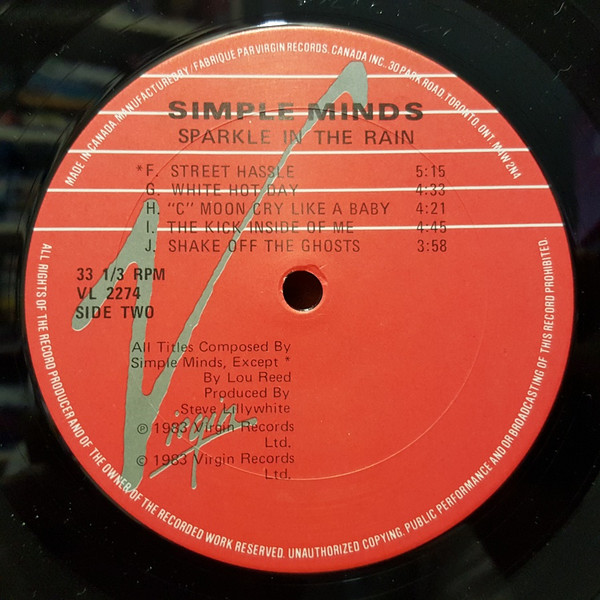 MADE IN CANADA. MANUFACTURED BY / FABRIQUE PAR VIRGIN RECORDS, CANADA INC., 30 PARK ROAD, TORONTO, ONT. M4W 2N4
SIMPLE MINDS
SPARKLE IN THE RAIN
*F. STREET HASSLE 5:15
G. WHITE HOT DAY 4:33
H. "C" MOON CRY LIKE A BABY 4:21
I. THE KICK INSIDE OF ME 4:45
J. SHAKE OFF THE GHOSTS 3:58
33 1/3 RPM
VL 2274
SIDE TWO
All Titles Composed By
Simple Minds, Except *
By Lou Reed
Produced By
Steve Lillywhite
℗ 1983 Virgin Records
Ltd.
© 1983 Virgin Records
Ltd.
Virgin
ALL RIGHTS OF THE RECORD PRODUCER AND OF THE OWNER OF THE RECORDED WORK RESERVED. UNAUTHORIZED COPYING, PUBLIC PERFORMANCE AND/OR BROADCASTING OF THIS RECORD PROHIBITED.